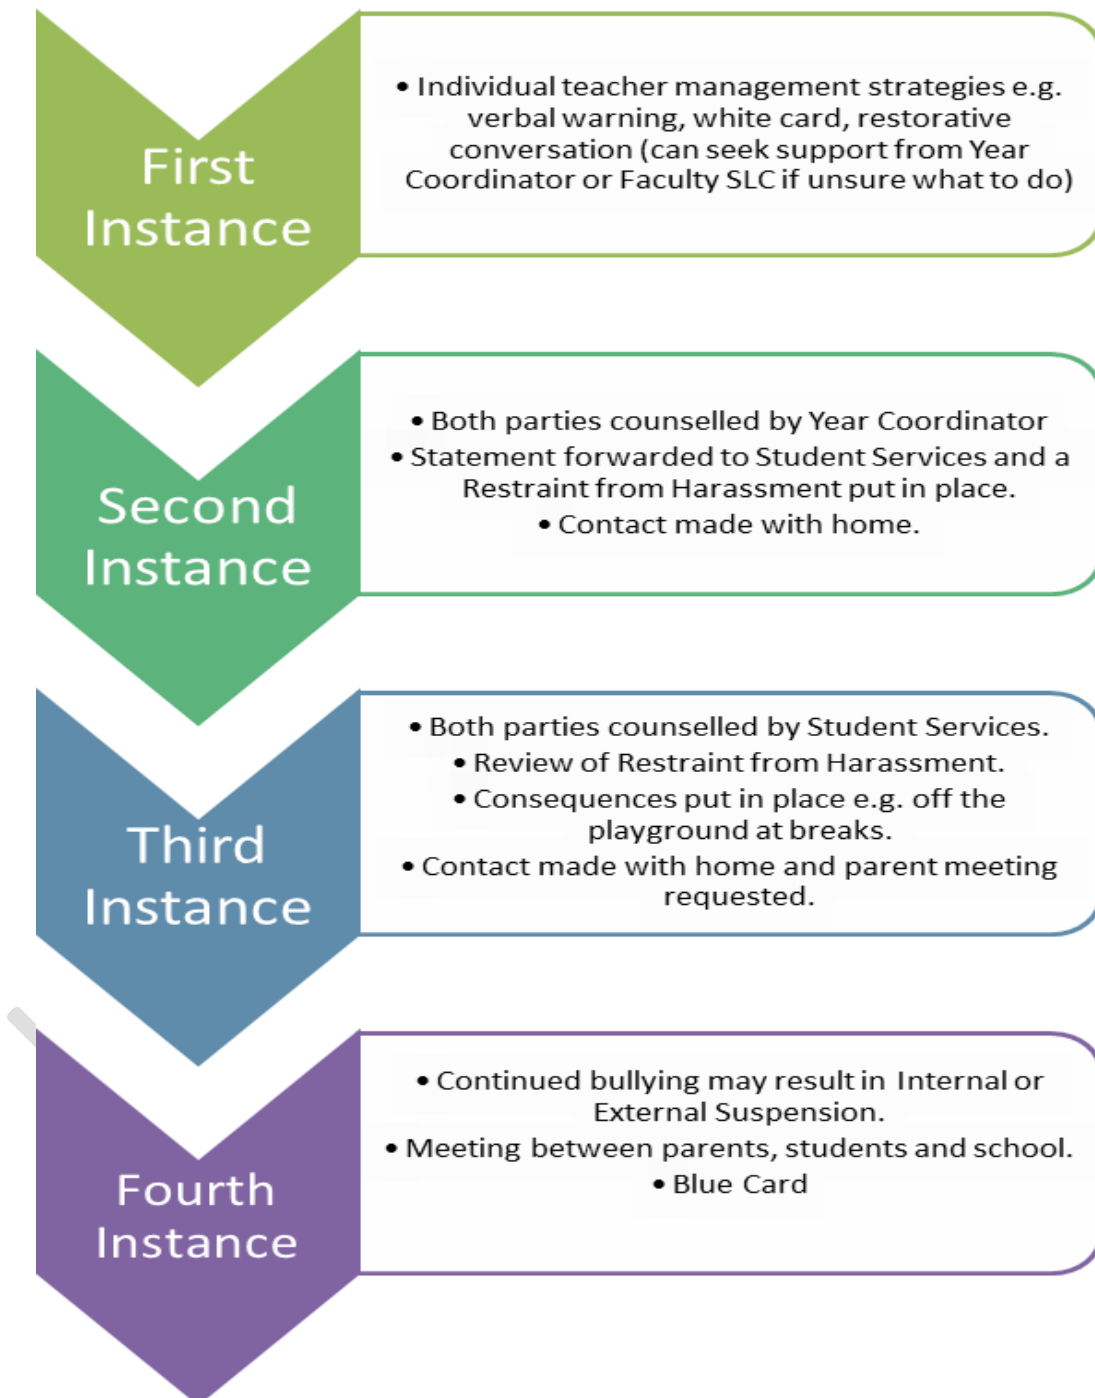 First
Instance
• Individual teacher management strategies e.g.
verbal warning, white card, restorative
conversation (can seek support from Year
Coordinator or Faculty SLC if unsure what to do)
Second
Instance
• Both parties counselled by Year Coordinator
• Statement forwarded to Student Services and a
Restraint from Harassment put in place.
• Contact made with home.
Third
Instance
• Both parties counselled by Student Services.
• Review of Restraint from Harassment.
• Consequences put in place e.g. off the
playground at breaks.
• Contact made with home and parent meeting
requested.
Fourth
Instance
• Continued bullying may result in Internal or
External Suspension.
• Meeting between parents, students and school.
• Blue Card